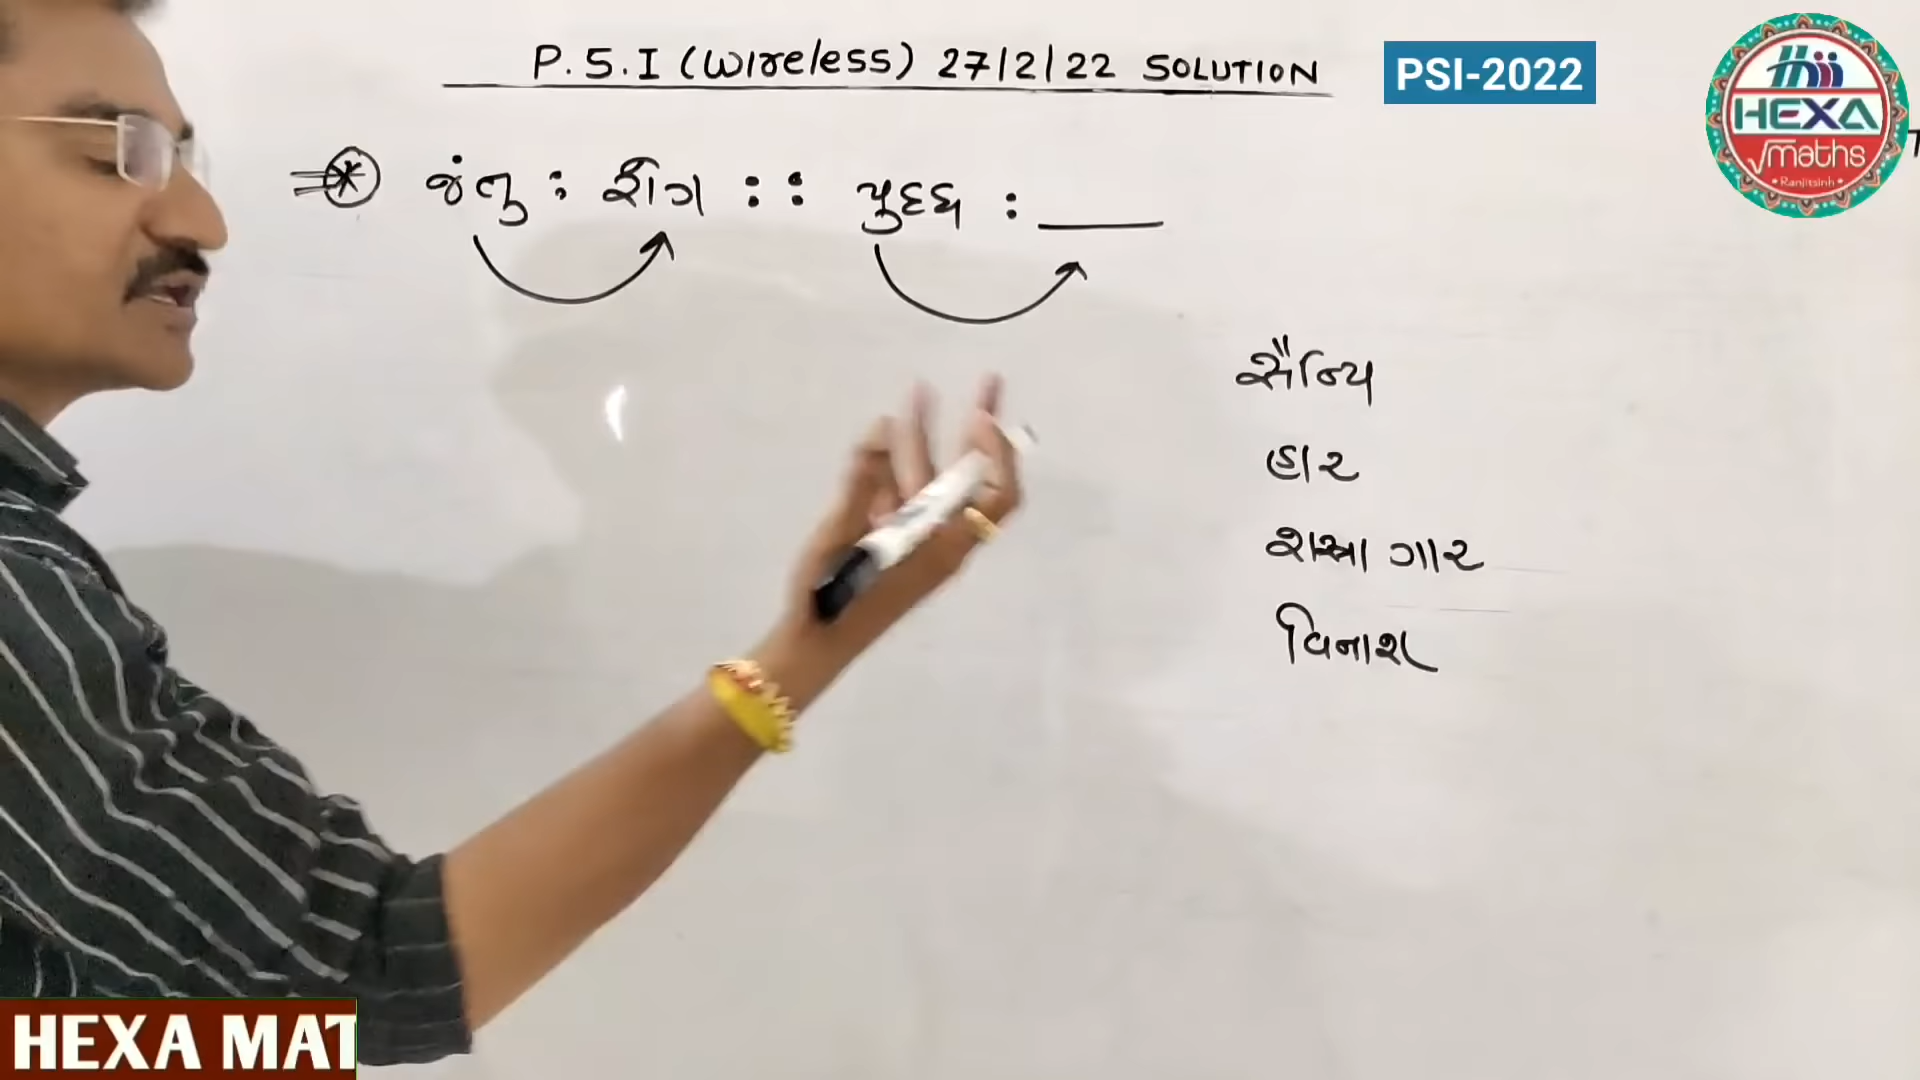 P.S.I (Wireless) 27/2/22 SOLUTION
PSI-2022
HEXA
√maths
Ranjitsinh
જંતુ : રોગ :: યુદ્ધ : ____
સૈન્ય
હાર
શસ્ત્રા ગાર
વિનાશ
HEXA MAT